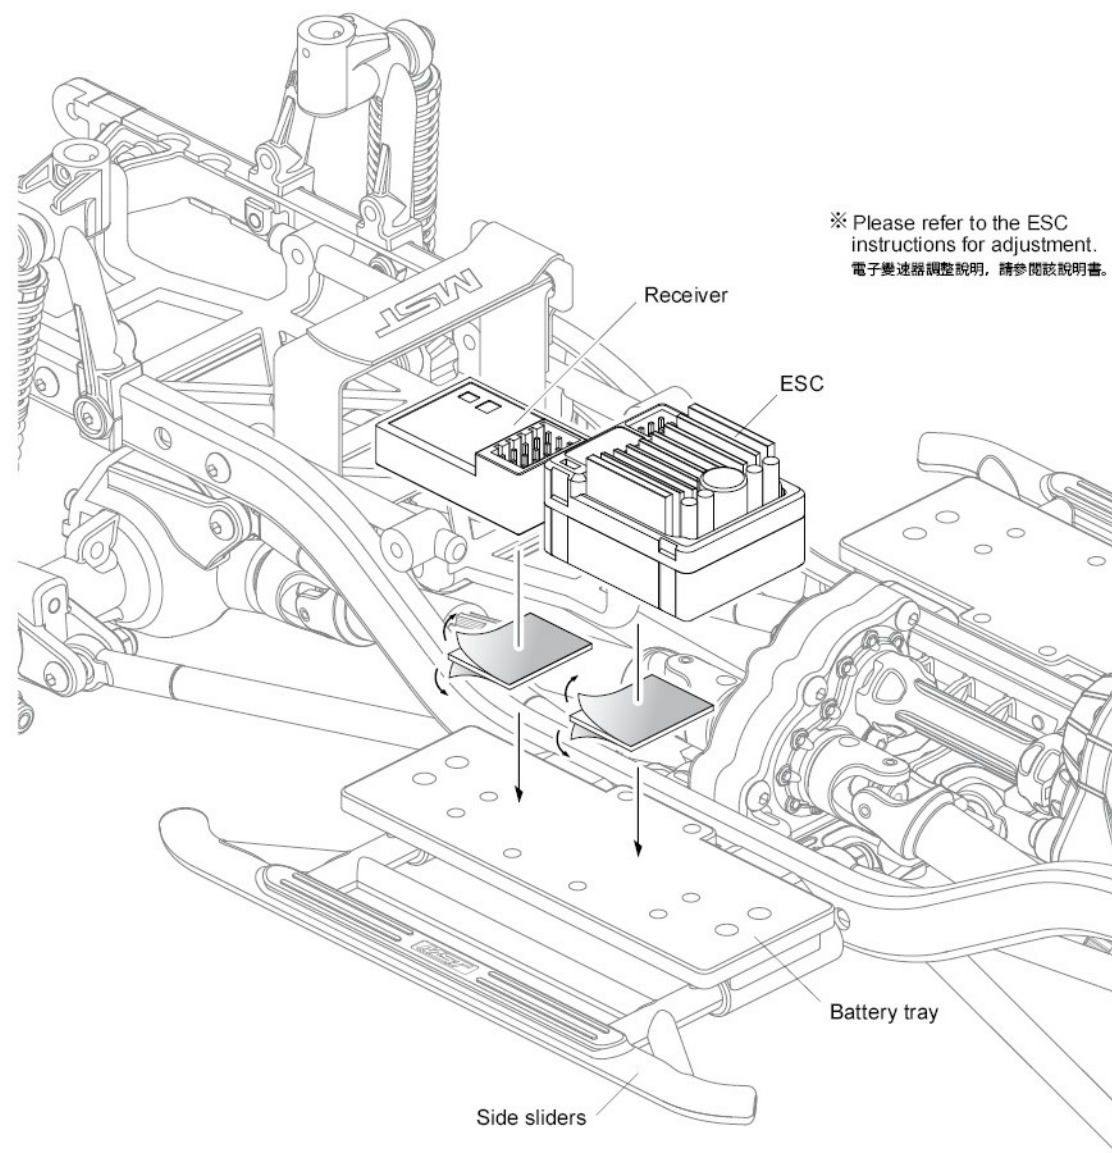 ※ Please refer to the ESC
instructions for adjustment.
電子變速器調整說明，請參閱該說明書。
MST
Receiver
ESC
Battery tray
MST
Side sliders